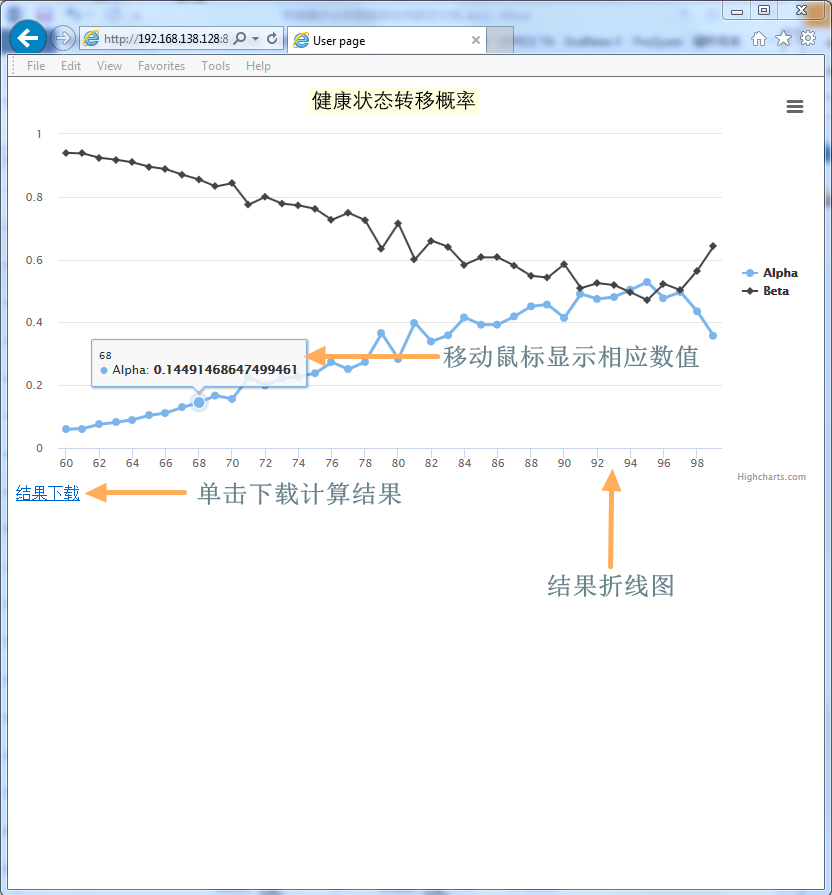 http://192.168.138.128:8
User page
File Edit View Favorites Tools Help
健康状态转移概率
1
0.8
0.6
0.4
0.2
0
Alpha
Beta
68
Alpha: 0.14491468647499461
移动鼠标显示相应数值
60 62 64 66 68 70 72 74 76 78 80 82 84 86 88 90 92 94 96 98
Highcharts.com
结果下载
单击下载计算结果
结果折线图